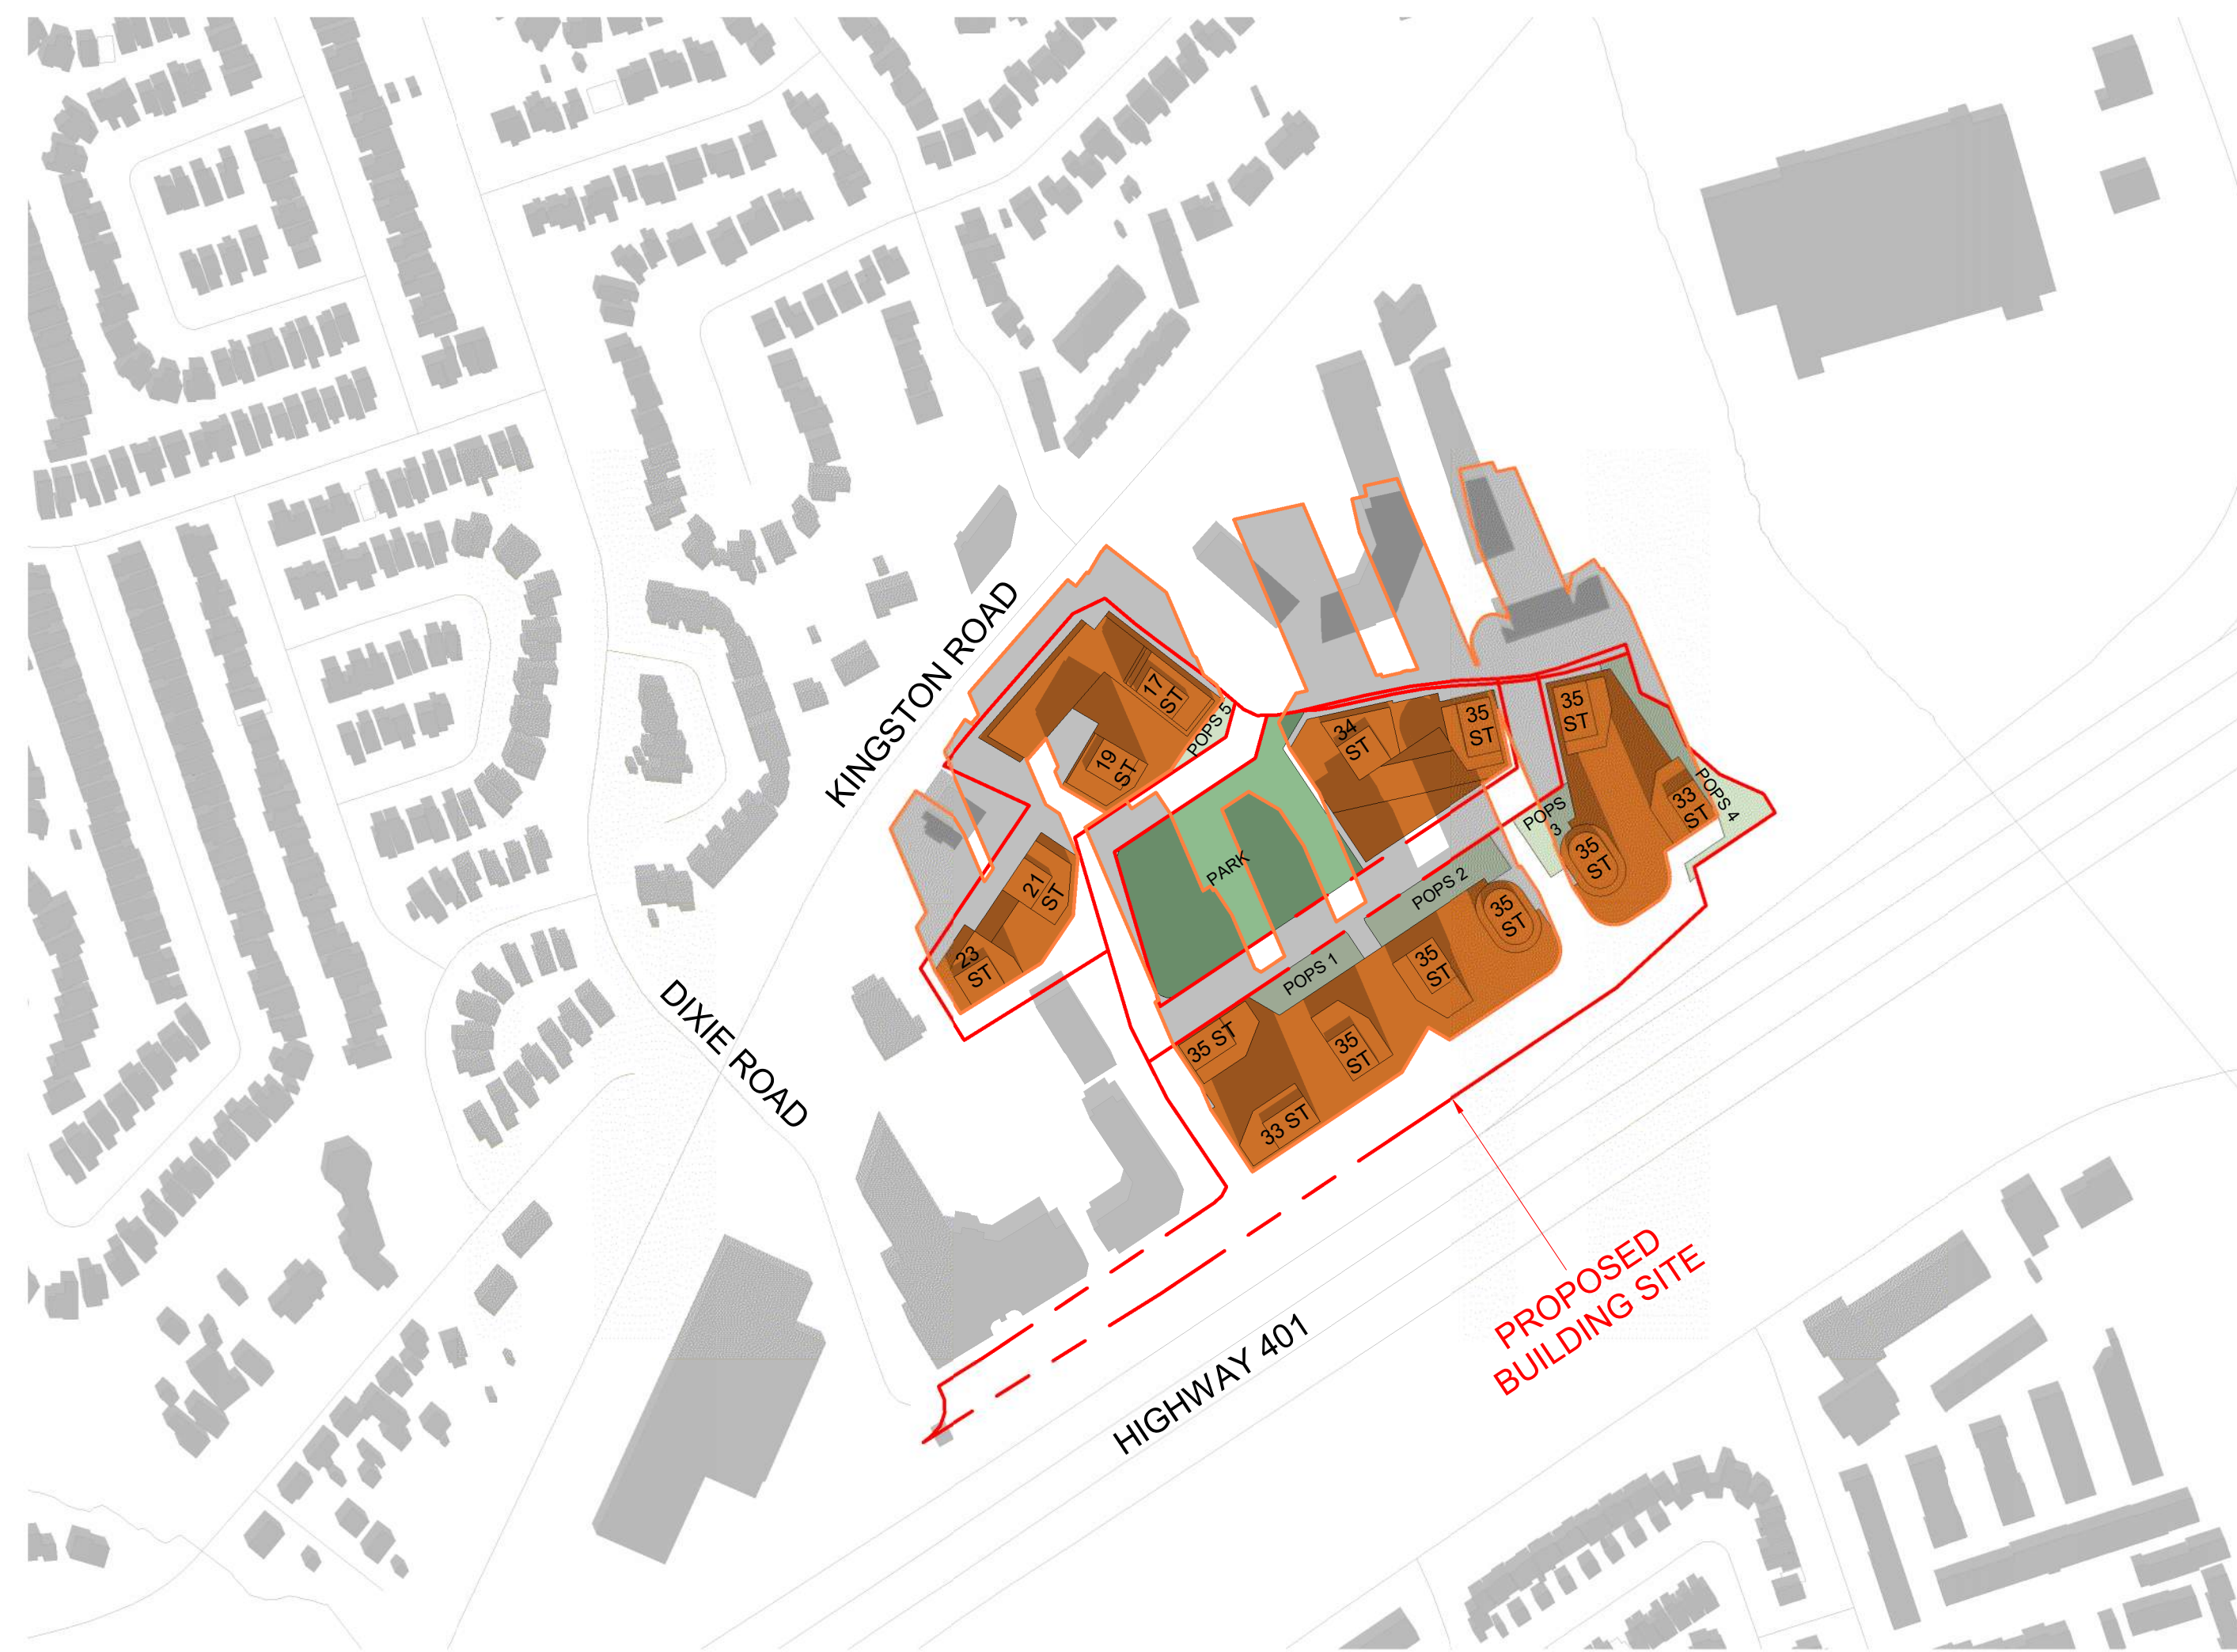 KINGSTON ROAD
17
ST
19
ST
POPS 5
21
ST
23
ST
PARK
34
ST
35
ST
35
ST
33
ST
POPS 4
POPS
3
35
ST
POPS 2
35
ST
35
ST
POPS 1
35 ST
35
ST
33 ST
DIXIE ROAD
HIGHWAY 401
PROPOSED
BUILDING SITE